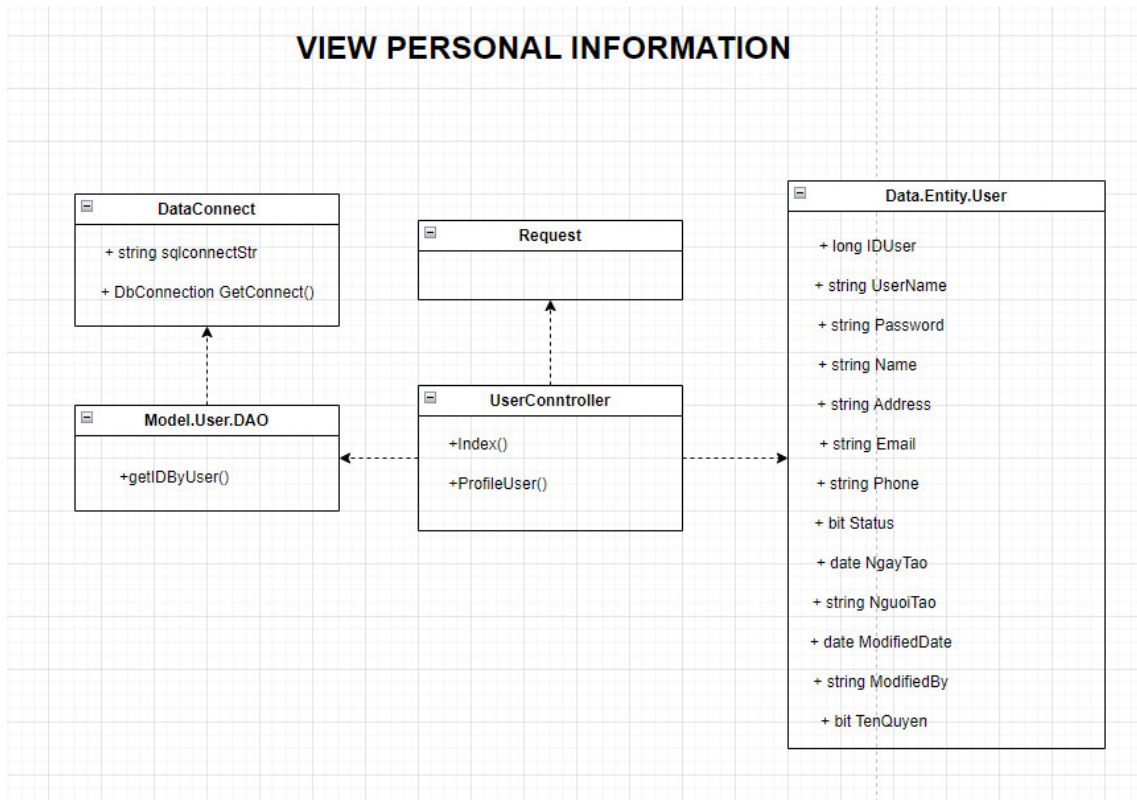 VIEW PERSONAL INFORMATION
DataConnect
+ string sqlconnectStr
+ DbConnection GetConnect()
Request
Data.Entity.User
+ long IDUser
+ string UserName
+ string Password
+ string Name
+ string Address
+ string Email
+ string Phone
+ bit Status
+ date NgayTao
+ string NguoiTao
+ date ModifiedDate
+ string ModifiedBy
+ bit TenQuyen
Model.User.DAO
+getIDByUser()
UserConntroller
+Index()
+ProfileUser()